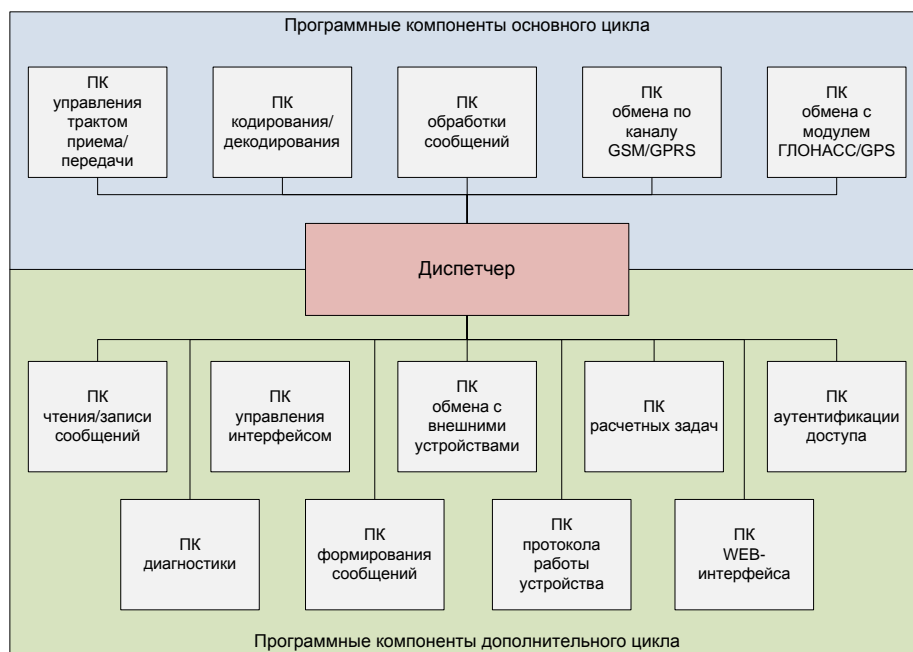 Программные компоненты основного цикла
ПК
управления
трактом
приема/
передачи
ПК
кодирования/
декодирования
ПК
обработки
сообщений
ПК
обмена по
каналу
GSM/GPRS
ПК
обмена с
модулем
ГЛОНАСС/GPS
Диспетчер
ПК
чтения/записи
сообщений
ПК
управления
интерфейсом
ПК
обмена с
внешними
устройствами
ПК
расчетных задач
ПК
аутентификации
доступа
ПК
диагностики
ПК
формирования
сообщений
ПК
протокола
работы
устройства
ПК
WEB-
интерфейса
Программные компоненты дополнительного цикла